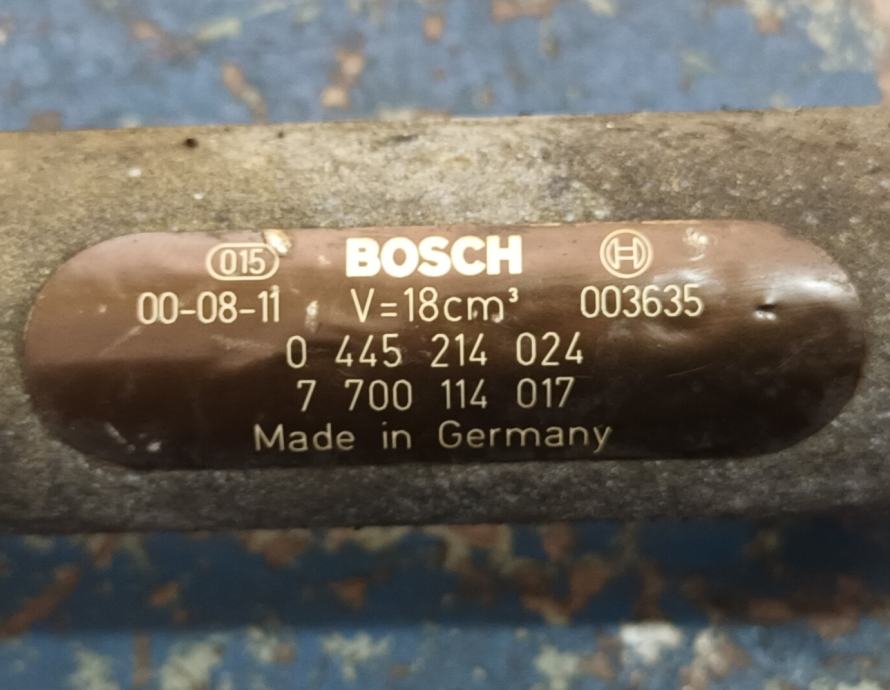 015 BOSCH H
00-08-11 V=18cm³ 003635
0 445 214 024
7 700 114 017
Made in Germany